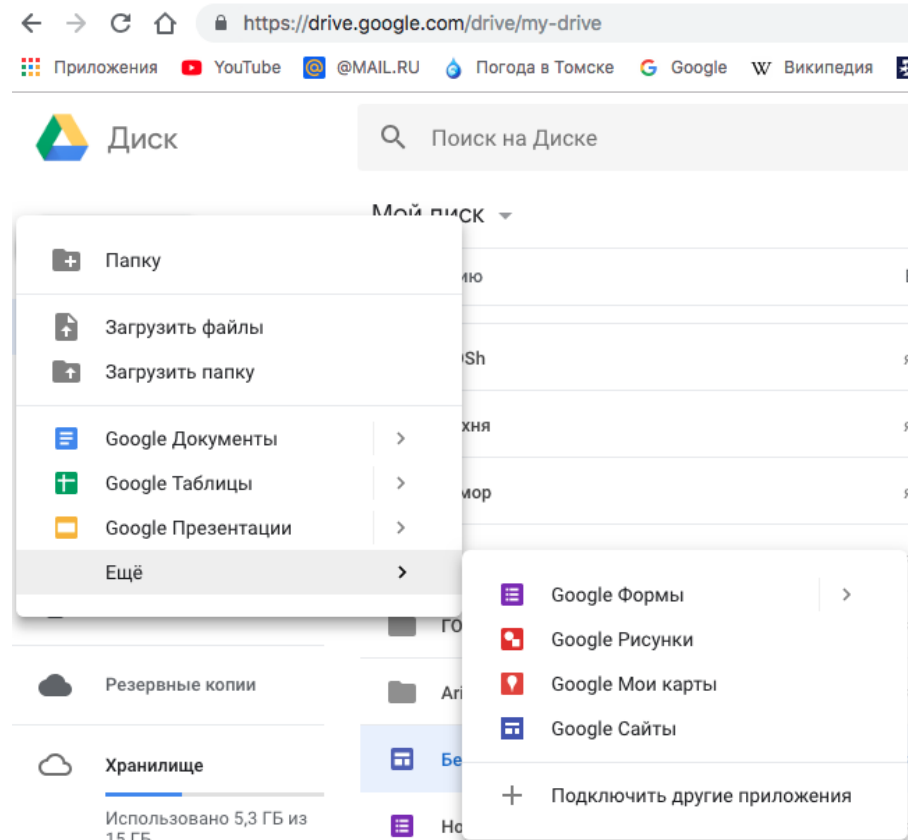 https://drive.google.com/drive/my-drive
Приложения YouTube @MAIL.RU Погода в Томске Google Википедия
Диск
Поиск на Диске
Мой диск
Папку
Загрузить файлы
Загрузить папку
Google Документы
Google Таблицы
Google Презентации
Ещё
Google Формы
Google Рисунки
Google Мои карты
Google Сайты
Подключить другие приложения
Резервные копии
Хранилище
Использовано 5,3 ГБ из
15 ГБ